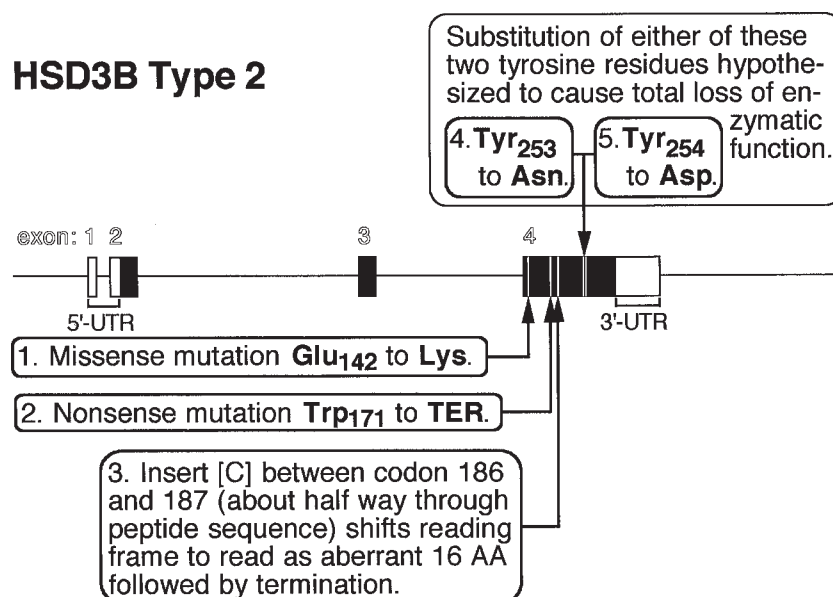 HSD3B Type 2
Substitution of either of these
two tyrosine residues hypothe-
sized to cause total loss of en-
zymatic
function.
4. Tyr253
to Asn.
5. Tyr254
to Asp.
exon: 1 2 3 4
5'-UTR
3'-UTR
1. Missense mutation Glu142 to Lys.
2. Nonsense mutation Trp171 to TER.
3. Insert [C] between codon 186
and 187 (about half way through
peptide sequence) shifts reading
frame to read as aberrant 16 AA
followed by termination.